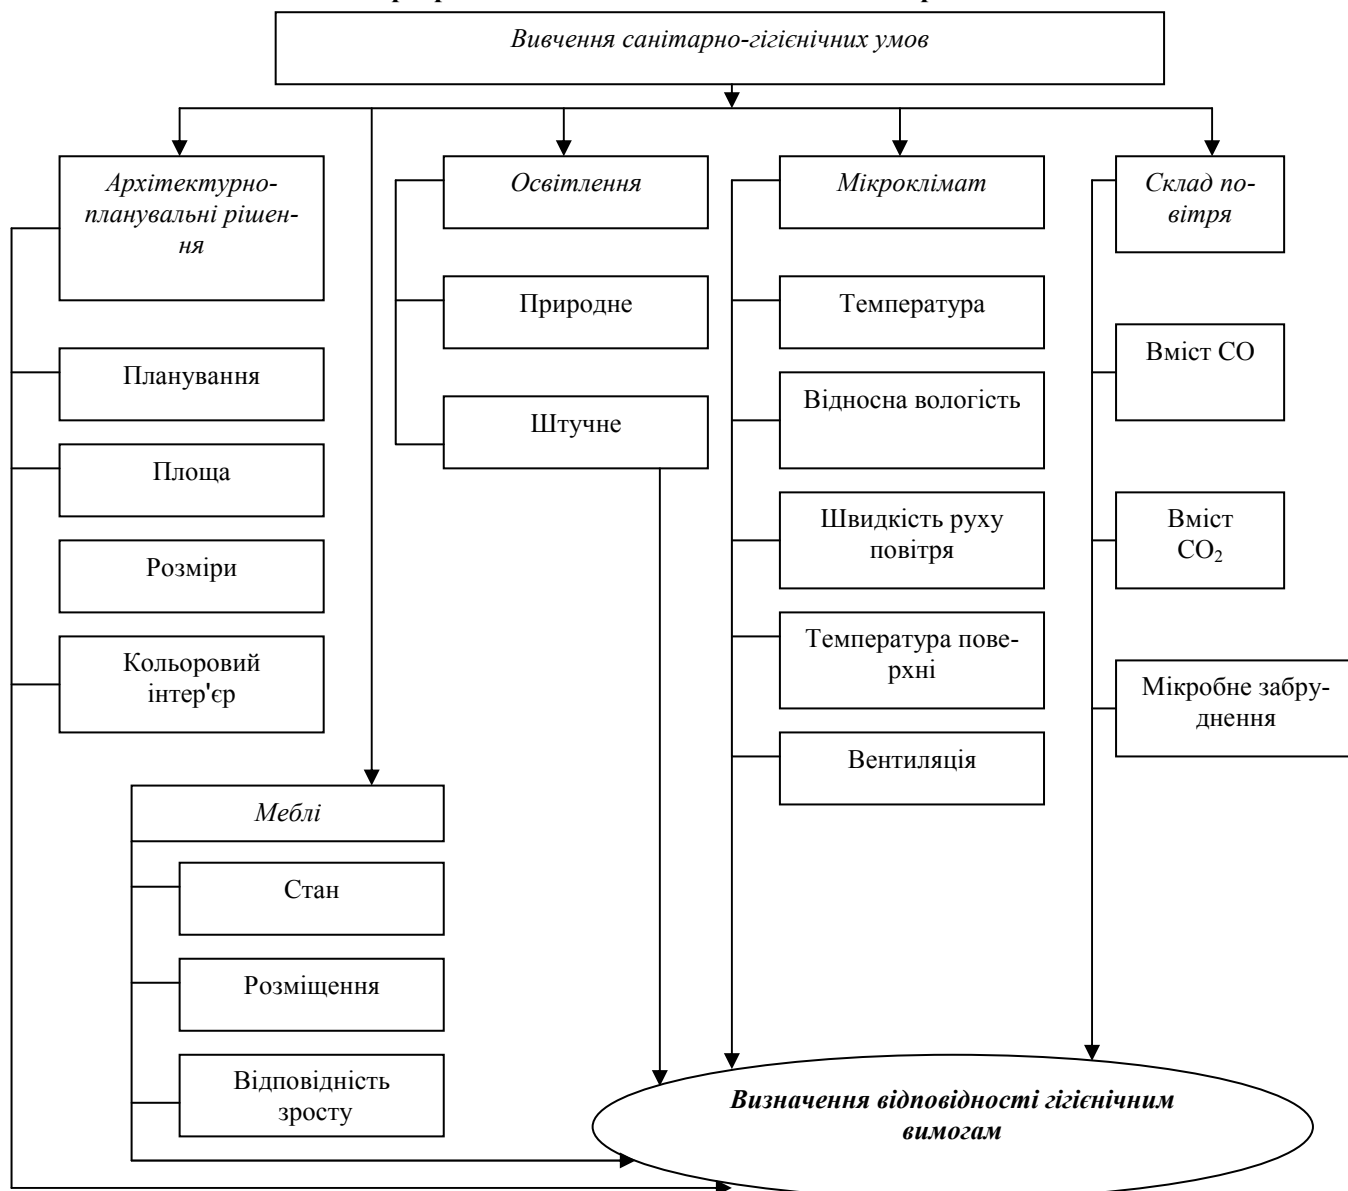 Вивчення санітарно-гігієнічних умов
Архітектурно-
планувальні рішен-
ня
Освітлення
Мікроклімат
Склад по-
вітря
Природне
Температура
Вміст СО
Планування
Відносна вологість
Штучне
Площа
Швидкість руху
повітря
Вміст
СО₂
Розміри
Температура пове-
рхні
Кольоровий
інтер'єр
Мікробне забру-
днення
Вентиляція
Меблі
Стан
Розміщення
Відповідність
зросту
Визначення відповідності гігієнічним
вимогам